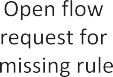 Open flow
request for
missing rule